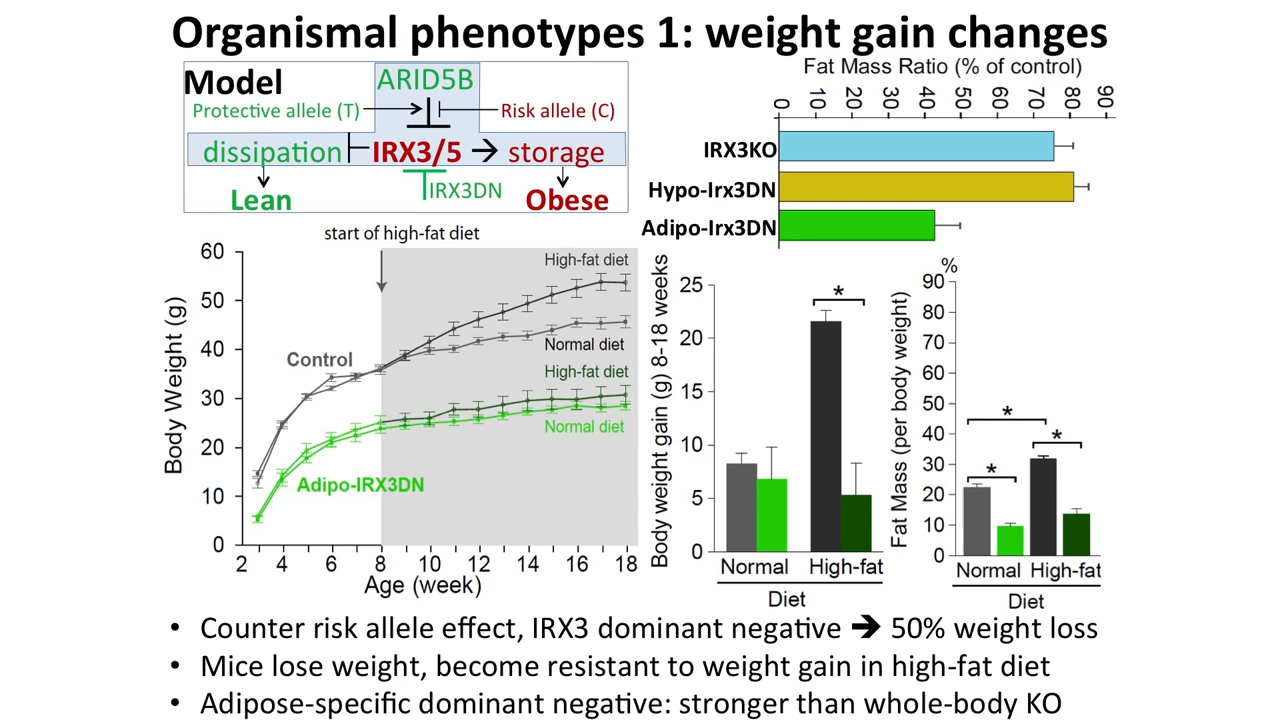 Organismal phenotypes 1: weight gain changes
Model
ARID5B
Protective allele (T)
Risk allele (C)
dissipation
IRX3/5 → storage
IRX3DN
Lean
Obese
Fat Mass Ratio (% of control)
0 10 20 30 40 50 60 70 80 90
IRX3KO
Hypo-Irx3DN
Adipo-Irx3DN
start of high-fat diet
Body Weight (g)
60
50
40
30
20
10
0
High-fat diet
Normal diet
Control
High-fat diet
Normal diet
Adipo-IRX3DN
2 4 6 8 10 12 14 16 18
Age (week)
Body weight gain (g) 8-18 weeks
25
20
15
10
5
0
*
Normal High-fat
Diet
Fat Mass (per body weight)
%
90
80
70
60
50
40
30
20
10
0
*
*
*
Normal High-fat
Diet
• Counter risk allele effect, IRX3 dominant negative → 50% weight loss
• Mice lose weight, become resistant to weight gain in high-fat diet
• Adipose-specific dominant negative: stronger than whole-body KO